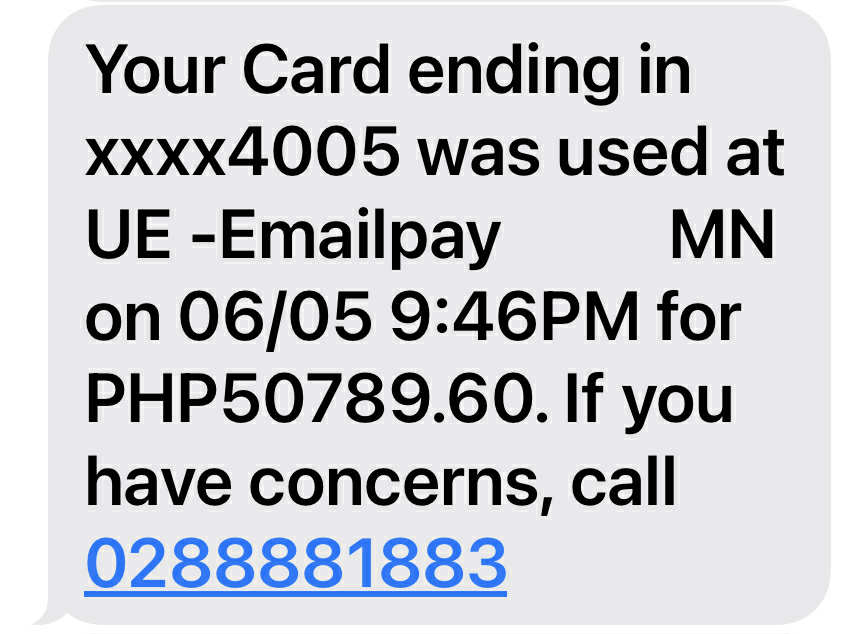 Your Card ending in
xxxx4005 was used at
UE -Emailpay MN
on 06/05 9:46PM for
PHP50789.60. If you
have concerns, call
0288881883